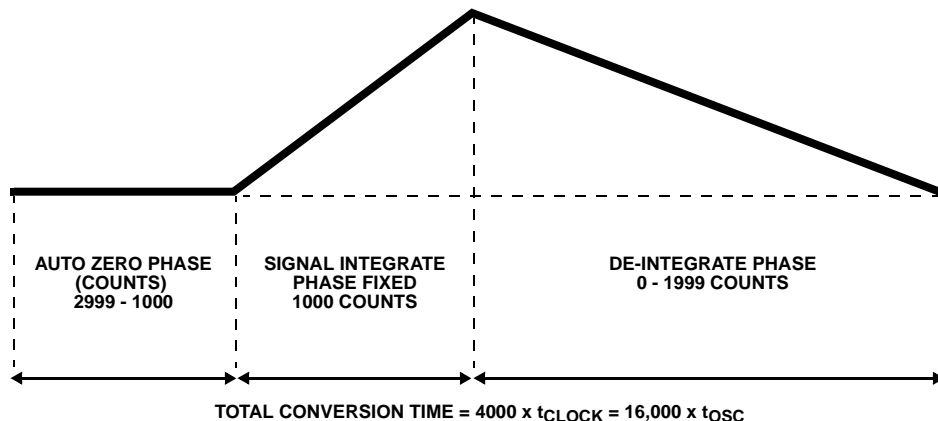 AUTO ZERO PHASE
(COUNTS)
2999 - 1000
SIGNAL INTEGRATE
PHASE FIXED
1000 COUNTS
DE-INTEGRATE PHASE
0 - 1999 COUNTS
TOTAL CONVERSION TIME = 4000 x tCLOCK = 16,000 x tOSC